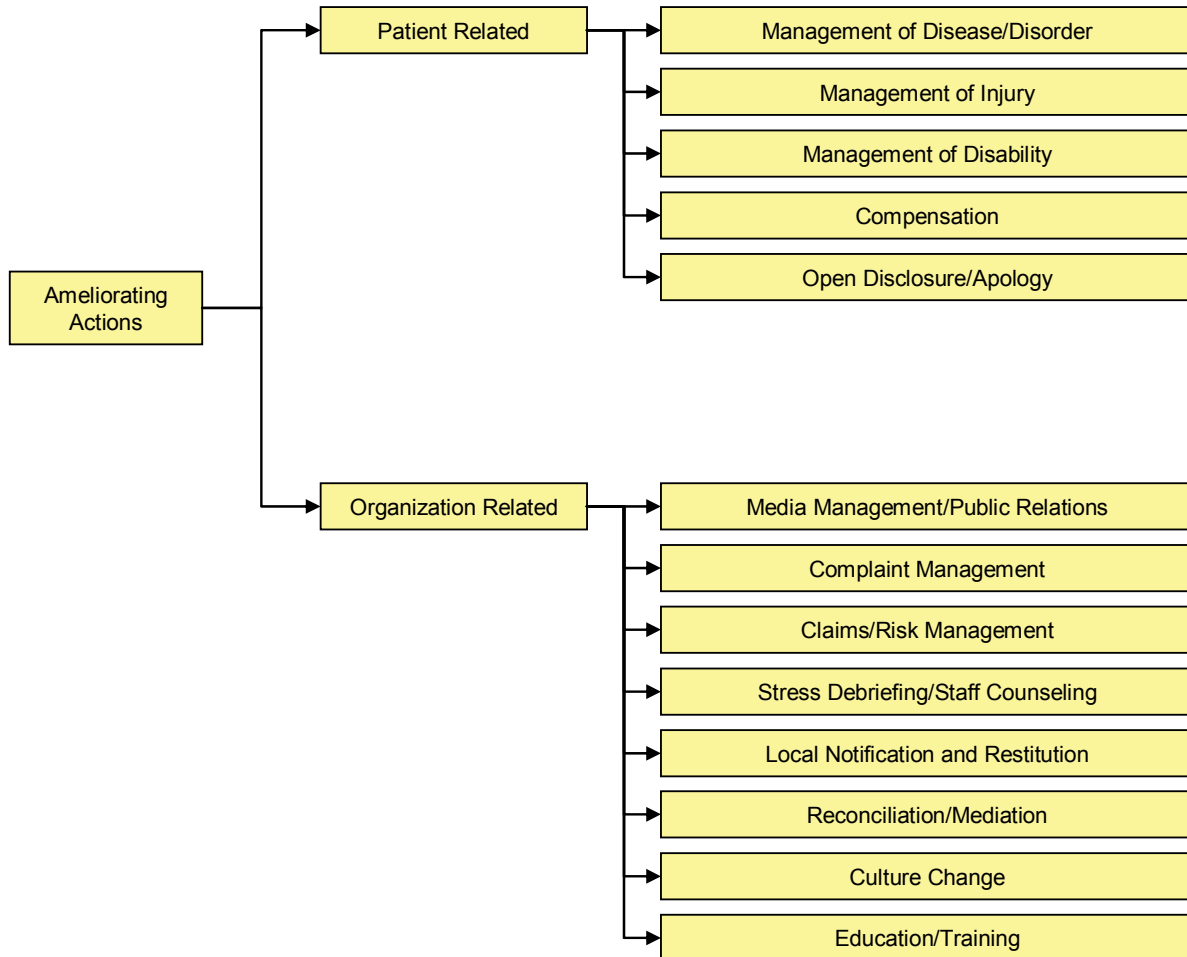 Patient Related
Management of Disease/Disorder
Management of Injury
Management of Disability
Compensation
Open Disclosure/Apology
Ameliorating
Actions
Organization Related
Media Management/Public Relations
Complaint Management
Claims/Risk Management
Stress Debriefing/Staff Counseling
Local Notification and Restitution
Reconciliation/Mediation
Culture Change
Education/Training